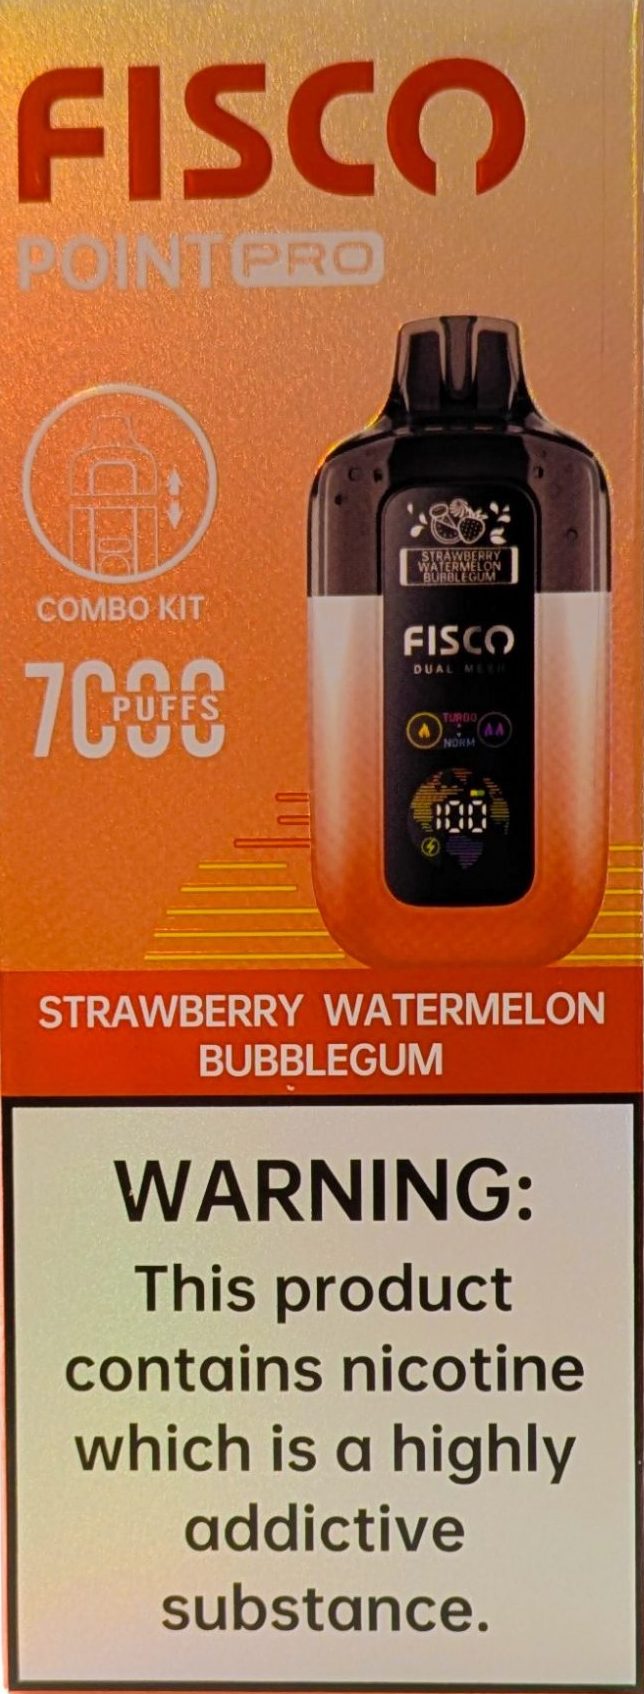 FISCO
POINT PRO
COMBO KIT
7000
PUFFS
STRAWBERRY
WATERMELON
BUBBLEGUM
FISCO
DUAL MESH
TURBO
NORM
100
STRAWBERRY WATERMELON
BUBBLEGUM
WARNING:
This product
contains nicotine
which is a highly
addictive
substance.